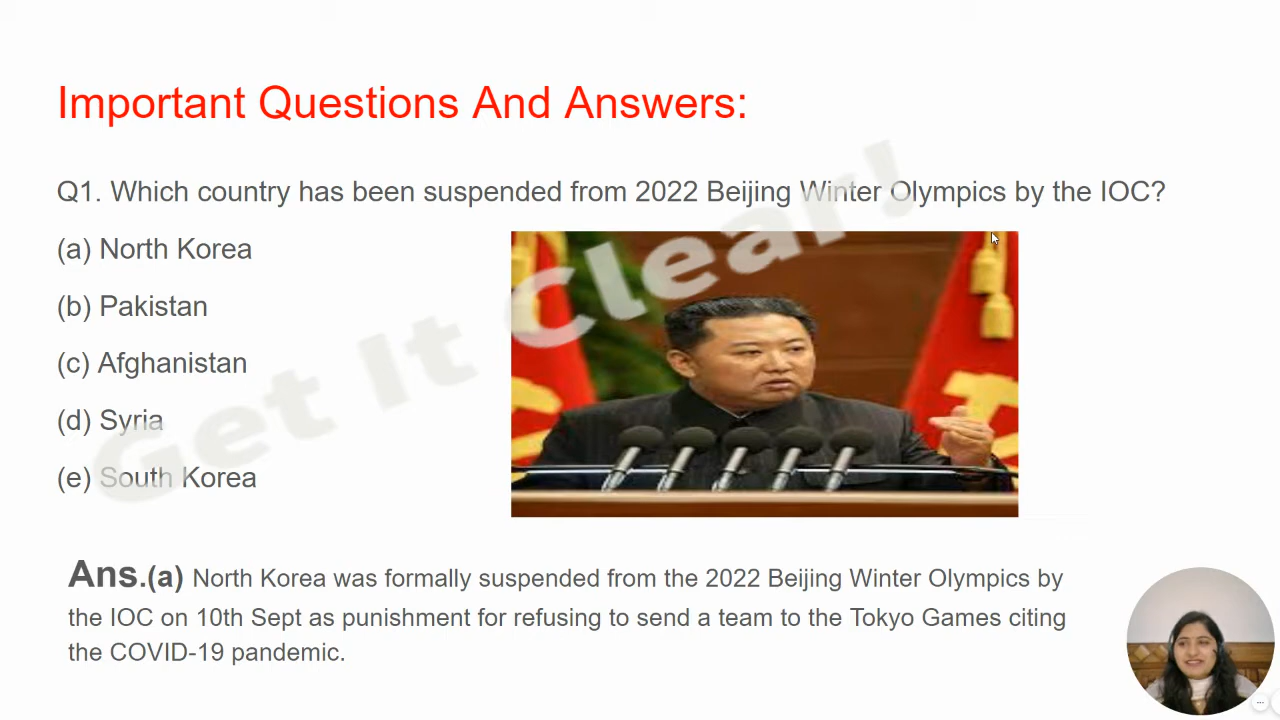 Important Questions And Answers:
Q1. Which country has been suspended from 2022 Beijing Winter Olympics by the IOC?
(a) North Korea
(b) Pakistan
(c) Afghanistan
(d) Syria
(e) South Korea
Get It Clear!
Ans.(a) North Korea was formally suspended from the 2022 Beijing Winter Olympics by
the IOC on 10th Sept as punishment for refusing to send a team to the Tokyo Games citing
the COVID-19 pandemic.